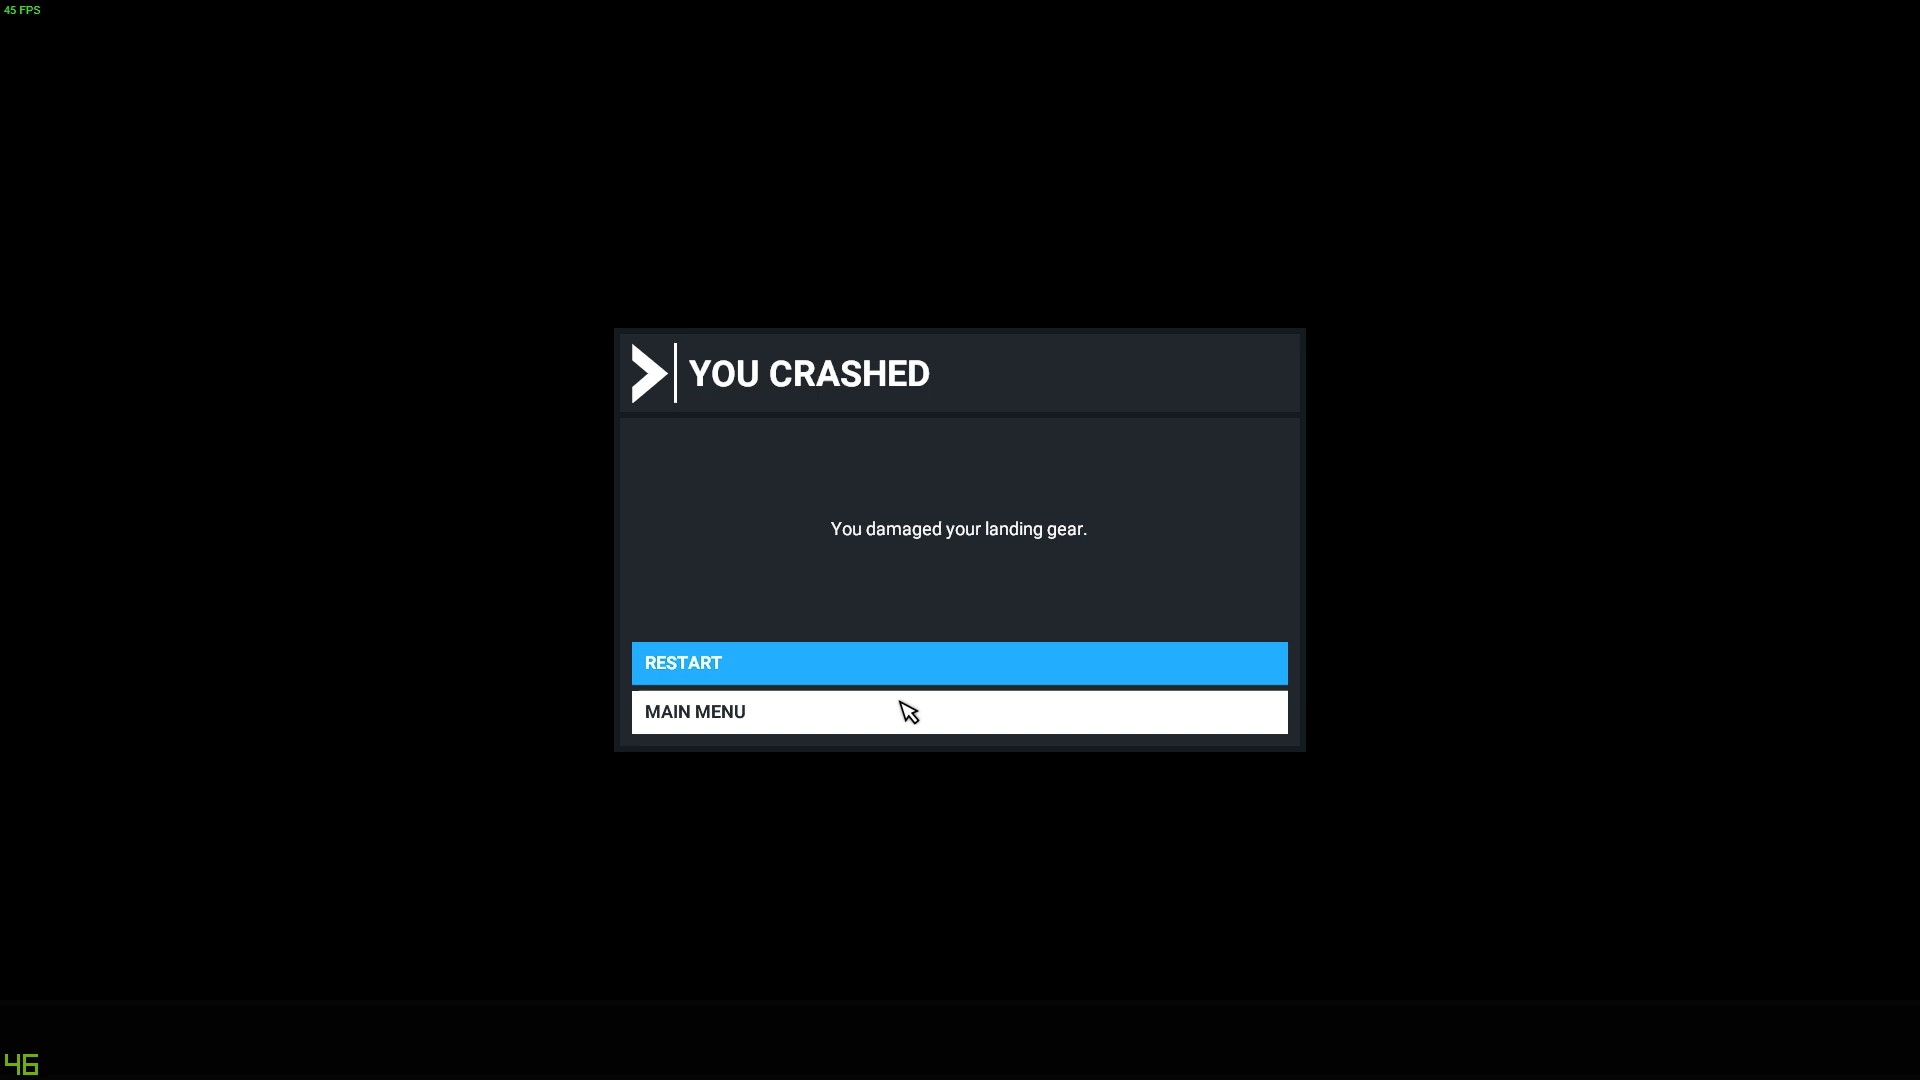 45 FPS
YOU CRASHED
You damaged your landing gear.
RESTART
MAIN MENU
46